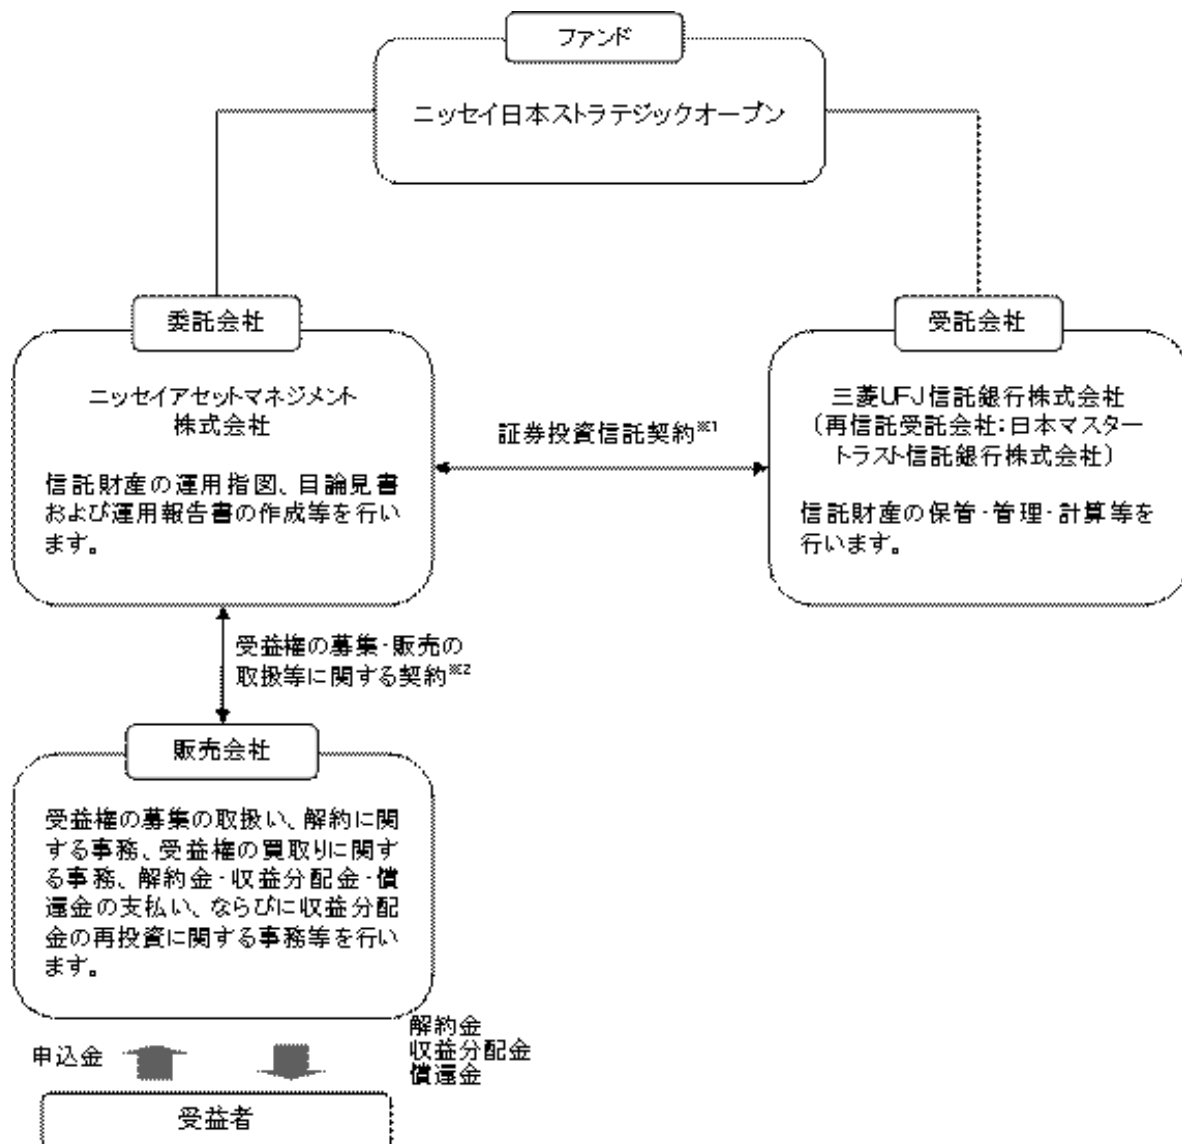 ファンド
ニッセイ日本ストラテジックオープン
委託会社
ニッセイアセットマネジメント
株式会社
信託財産の運用指図、目論見書
および運用報告書の作成等を行い
ます。
証券投資信託契約※1
受託会社
三菱UFJ信託銀行株式会社
(再信託受託会社:日本マスター
トラスト信託銀行株式会社)
信託財産の保管・管理・計算等を
行います。
受益権の募集・販売の
取扱等に関する契約※2
販売会社
受益権の募集の取扱い、解約に関
する事務、受益権の買取りに関す
る事務、解約金・収益分配金・償
還金の支払い、ならびに収益分配
金の再投資に関する事務等を行い
ます。
申込金
解約金
収益分配金
償還金
受益者